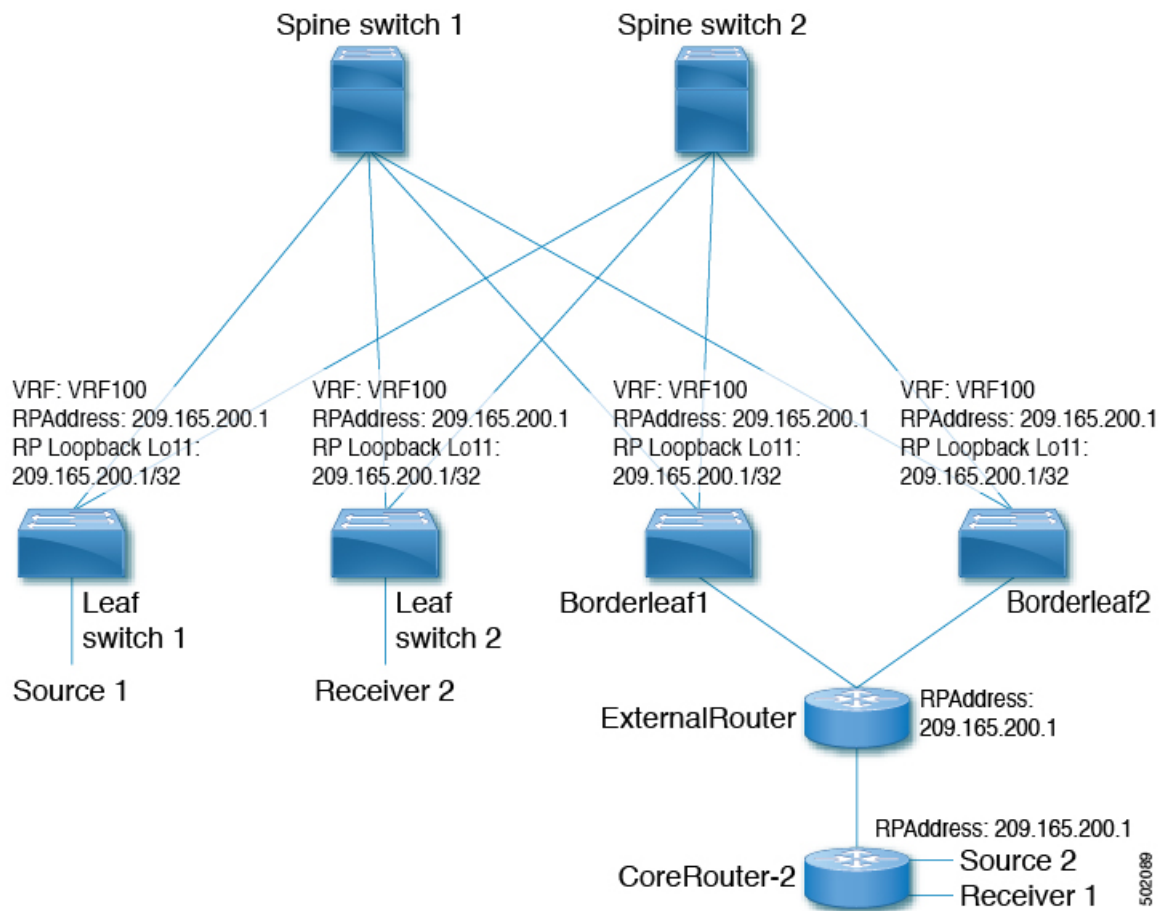 Spine switch 1
Spine switch 2
VRF: VRF100
RPAddress: 209.165.200.1
RP Loopback Lo11:
209.165.200.1/32
VRF: VRF100
RPAddress: 209.165.200.1
RP Loopback Lo11:
209.165.200.1/32
VRF: VRF100
RPAddress: 209.165.200.1
RP Loopback Lo11:
209.165.200.1/32
VRF: VRF100
RPAddress: 209.165.200.1
RP Loopback Lo11:
209.165.200.1/32
Leaf
switch 1
Source 1
Leaf
switch 2
Receiver 2
Borderleaf1
Borderleaf2
ExternalRouter
RPAddress:
209.165.200.1
RPAddress: 209.165.200.1
CoreRouter-2
Source 2
Receiver 1
502089